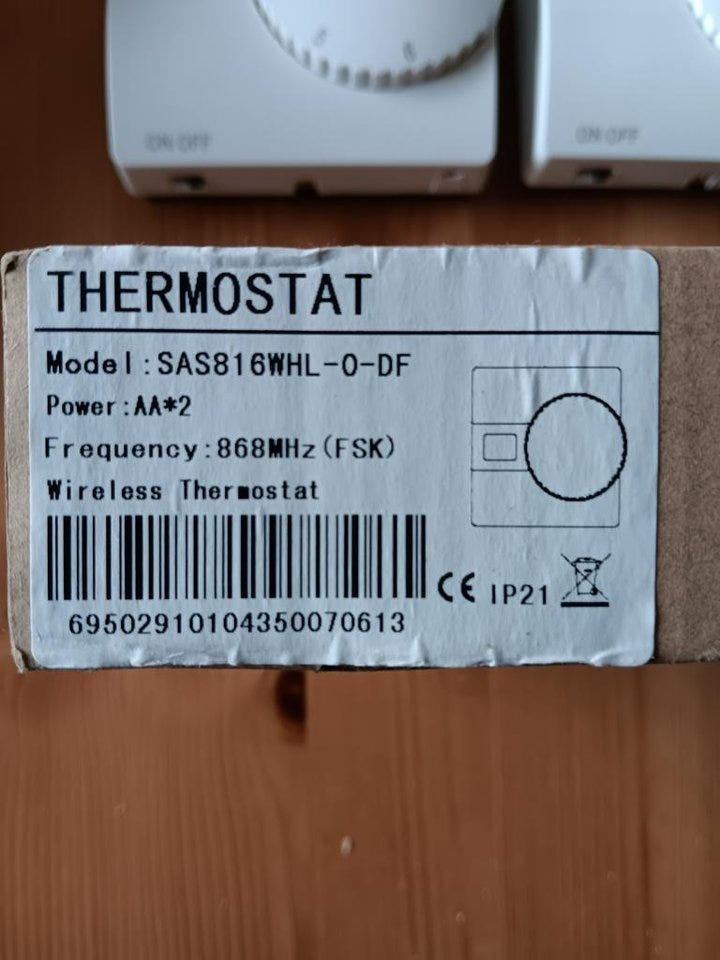 ON OFF
ON OFF
THERMOSTAT
Model:SAS816WHL-0-DF
Power:AA*2
Frequency:868MHz(FSK)
Wireless Thermostat
CE IP21
69502910104350070613